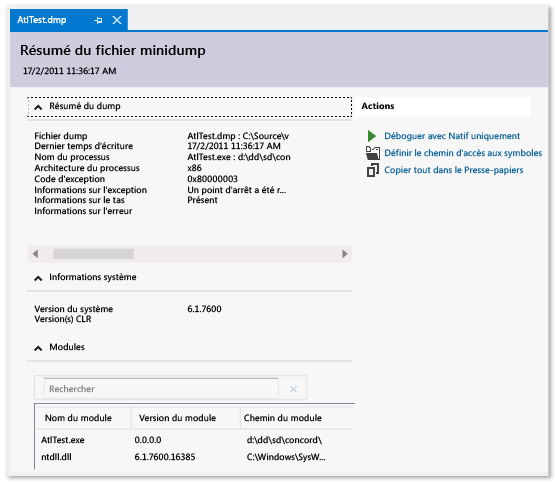 AtlTest.dmp
Résumé du fichier minidump
17/2/2011 11:36:17 AM
Résumé du dump
Fichier dump AtlTest.dmp : C:\Source\v
Dernier temps d'écriture 17/2/2011 11:36:17 AM
Nom du processus AtlTest.exe : d:\dd\sd\con
Architecture du processus x86
Code d'exception 0x80000003
Informations sur l'exception Un point d'arrêt a été r...
Informations sur le tas Présent
Informations sur l'erreur
Informations système
Version du système 6.1.7600
Version(s) CLR
Modules
Rechercher
Nom du module Version du module Chemin du module
AtlTest.exe 0.0.0.0 d:\dd\sd\concord\
ntdll.dll 6.1.7600.16385 C:\Windows\SysW...
Actions
Déboguer avec Natif uniquement
Définir le chemin d'accès aux symboles
Copier tout dans le Presse-papiers